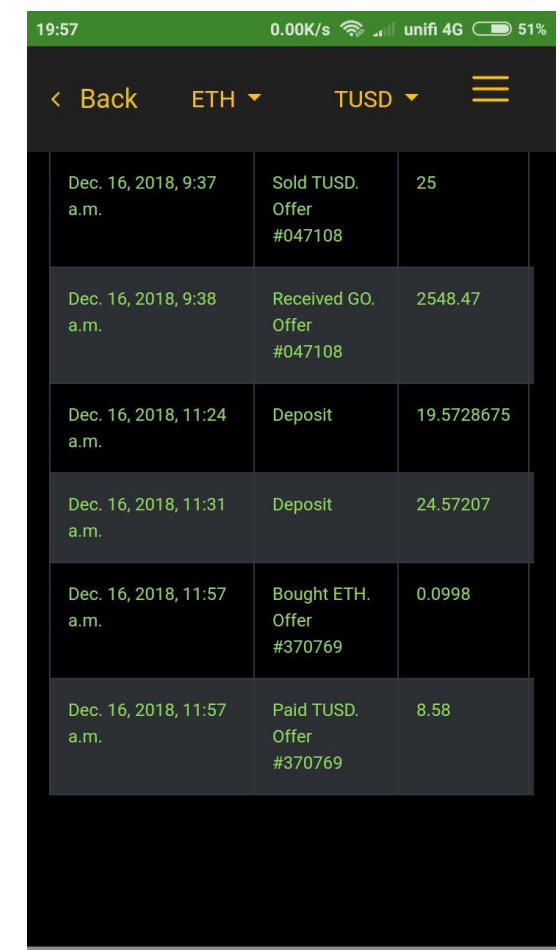 19:57 0.00K/s unifi 4G 51%
< Back ETH TUSD
Dec. 16, 2018, 9:37 Sold TUSD. 25
a.m. Offer
#047108
Dec. 16, 2018, 9:38 Received GO. 2548.47
a.m. Offer
#047108
Dec. 16, 2018, 11:24 Deposit 19.5728675
a.m.
Dec. 16, 2018, 11:31 Deposit 24.57207
a.m.
Dec. 16, 2018, 11:57 Bought ETH. 0.0998
a.m. Offer
#370769
Dec. 16, 2018, 11:57 Paid TUSD. 8.58
a.m. Offer
#370769